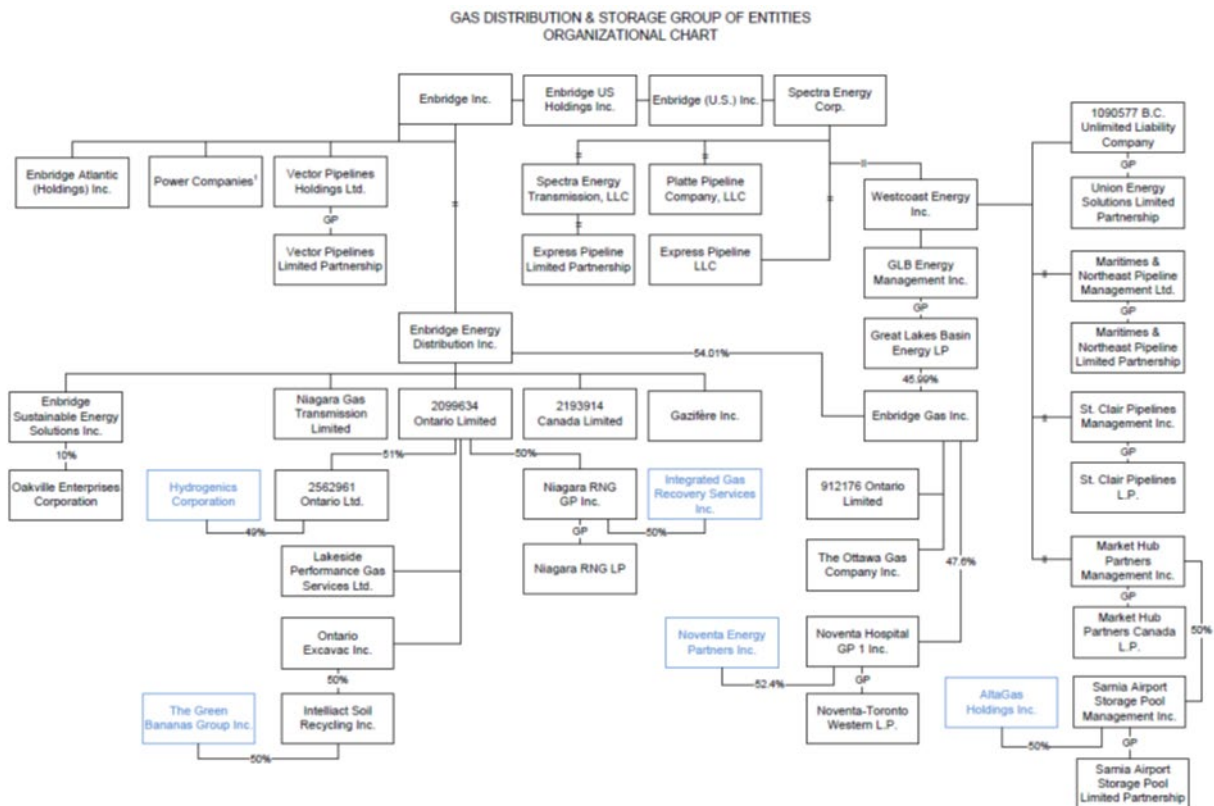 GAS DISTRIBUTION & STORAGE GROUP OF ENTITIES
ORGANIZATIONAL CHART
Enbridge Inc.
Enbridge US
Holdings Inc.
Enbridge (U.S.) Inc.
Spectra Energy
Corp.
1090577 B.C.
Unlimited Liability
Company
GP
Union Energy
Solutions Limited
Partnership
Enbridge Atlantic
(Holdings) Inc.
Power Companies¹
Vector Pipelines
Holdings Ltd.
GP
Vector Pipelines
Limited Partnership
Spectra Energy
Transmission, LLC
Platte Pipeline
Company, LLC
Express Pipeline
Limited Partnership
Express Pipeline
LLC
Westcoast Energy
Inc.
GLB Energy
Management Inc.
GP
Great Lakes Basin
Energy LP
45.99%
Maritimes &
Northeast Pipeline
Management Ltd.
GP
Maritimes &
Northeast Pipeline
Limited Partnership
Enbridge Energy
Distribution Inc.
54.01%
Enbridge
Sustainable Energy
Solutions Inc.
Niagara Gas
Transmission
Limited
2099634
Ontario Limited
2193914
Canada Limited
Gazifère Inc.
Enbridge Gas Inc.
St. Clair Pipelines
Management Inc.
GP
St. Clair Pipelines
L.P.
10%
Oakville Enterprises
Corporation
51%
50%
Hydrogenics
Corporation
2562961
Ontario Ltd.
49%
Niagara RNG
GP Inc.
Integrated Gas
Recovery Services
Inc.
50%
GP
Niagara RNG LP
912176 Ontario
Limited
The Ottawa Gas
Company Inc.
47.6%
Lakeside
Performance Gas
Services Ltd.
Ontario
Excavac Inc.
50%
The Green
Bananas Group Inc.
Intelliact Soil
Recycling Inc.
50%
Noventa Energy
Partners Inc.
Noventa Hospital
GP 1 Inc.
52.4%
GP
Noventa-Toronto
Western L.P.
Market Hub
Partners
Management Inc.
GP
Market Hub
Partners Canada
L.P.
50%
AltaGas
Holdings Inc.
Sarnia Airport
Storage Pool
Management Inc.
50%
GP
Sarnia Airport
Storage Pool
Limited Partnership